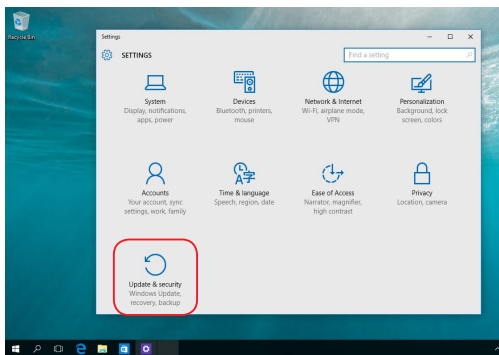 Recycle Bin
Settings
SETTINGS
Find a setting
System
Display, notifications,
apps, power
Devices
Bluetooth, printers,
mouse
Network & Internet
Wi-Fi, airplane mode,
VPN
Personalization
Background, lock
screen, colors
Accounts
Your account, sync
settings, work, family
Time & language
Speech, region, date
Ease of Access
Narrator, magnifier,
high contrast
Privacy
Location, camera
Update & security
Windows Update,
recovery, backup